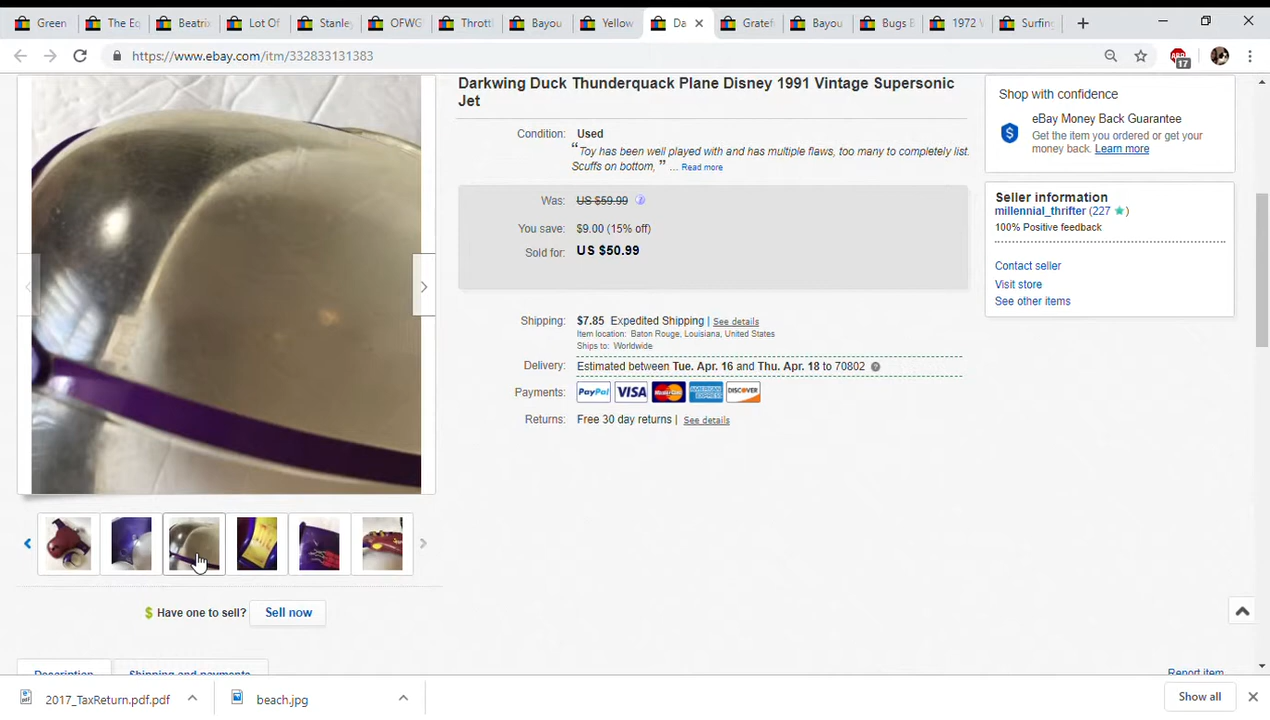 Green
The Ec
Beatrix
Lot Of
Stanley
OFWG
Throttl
Bayou
Yellow
Da
Gratef
Bayou
Bugs B
1972 V
Surfing
https://www.ebay.com/itm/332833131383
17
Darkwing Duck Thunderquack Plane Disney 1991 Vintage Supersonic
Jet
Condition: Used
“Toy has been well played with and has multiple flaws, too many to completely list.
Scuffs on bottom,” ... Read more
Was: US $59.99
You save: $9.00 (15% off)
Sold for: US $50.99
Shipping: $7.85 Expedited Shipping | See details
Item location: Baton Rouge, Louisiana, United States
Ships to: Worldwide
Delivery: Estimated between Tue. Apr. 16 and Thu. Apr. 18 to 70802
Payments: PayPal VISA MasterCard DISCOVER
Returns: Free 30 day returns | See details
Shop with confidence
eBay Money Back Guarantee
Get the item you ordered or get your
money back. Learn more
Seller information
millennial_thrifter (227 ★)
100% Positive feedback
Contact seller
Visit store
See other items
$ Have one to sell? Sell now
Description
Shipping and payments
Report item
2017_TaxReturn.pdf.pdf
beach.jpg
Show all